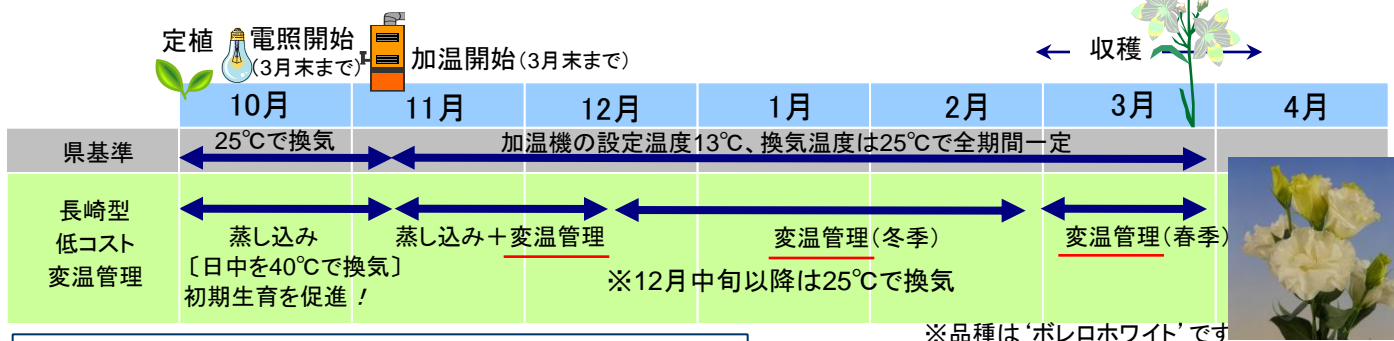 定植
電照開始
(3月末まで)
加温開始(3月末まで)
収穫
10月
11月
12月
1月
2月
3月
4月
県基準
25℃で換気
加温機の設定温度13℃、換気温度は25℃で全期間一定
長崎型
低コスト
変温管理
蒸し込み
〔日中を40℃で換気〕
初期生育を促進！
蒸し込み＋変温管理
変温管理(冬季)
変温管理(春季)
※12月中旬以降は25℃で換気
※品種は‘ボレロホワイト’です